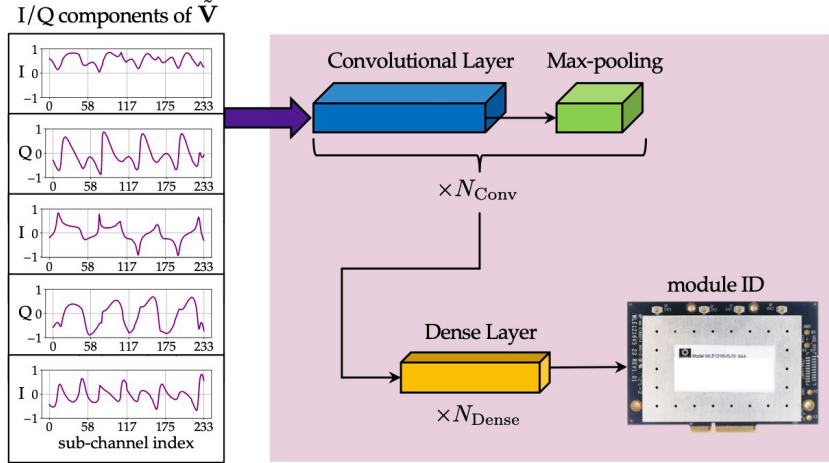 I/Q components of Ṽ
I
1
0
−1
0 58 117 175 233
Q
1
0
−1
0 58 117 175 233
I
1
0
−1
0 58 117 175 233
Q
1
0
−1
0 58 117 175 233
I
1
0
−1
0 58 117 175 233
sub-channel index
Convolutional Layer
Max-pooling
×N_Conv
Dense Layer
×N_Dense
module ID